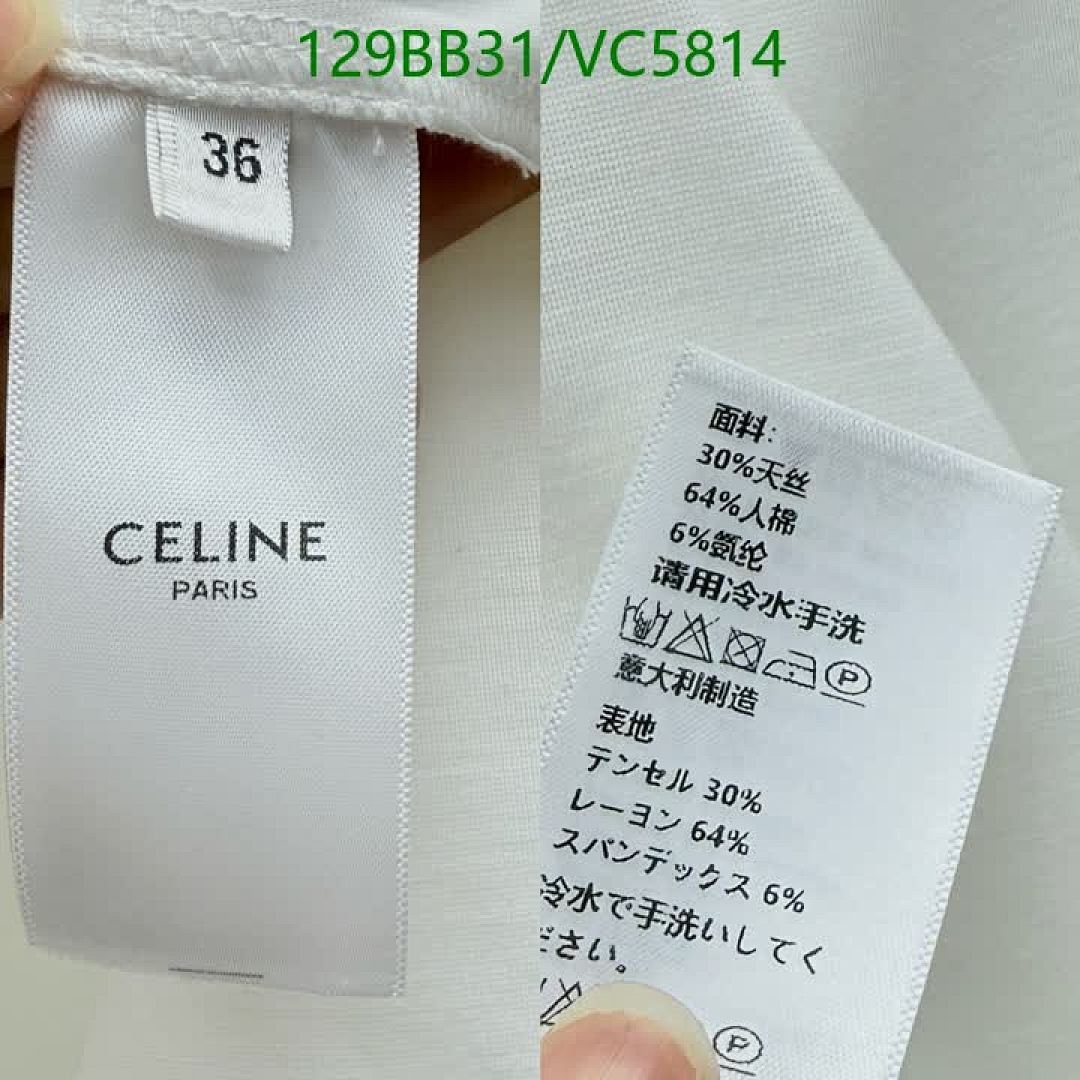 129BB31/VC5814
36
CELINE
PARIS
面料:
30%天丝
64%人棉
6%氨纶
请用冷水手洗
P
意大利制造
表地
テンセル 30%
レーヨン 64%
スパンデックス 6%
冷水で手洗いしてく
ださい。